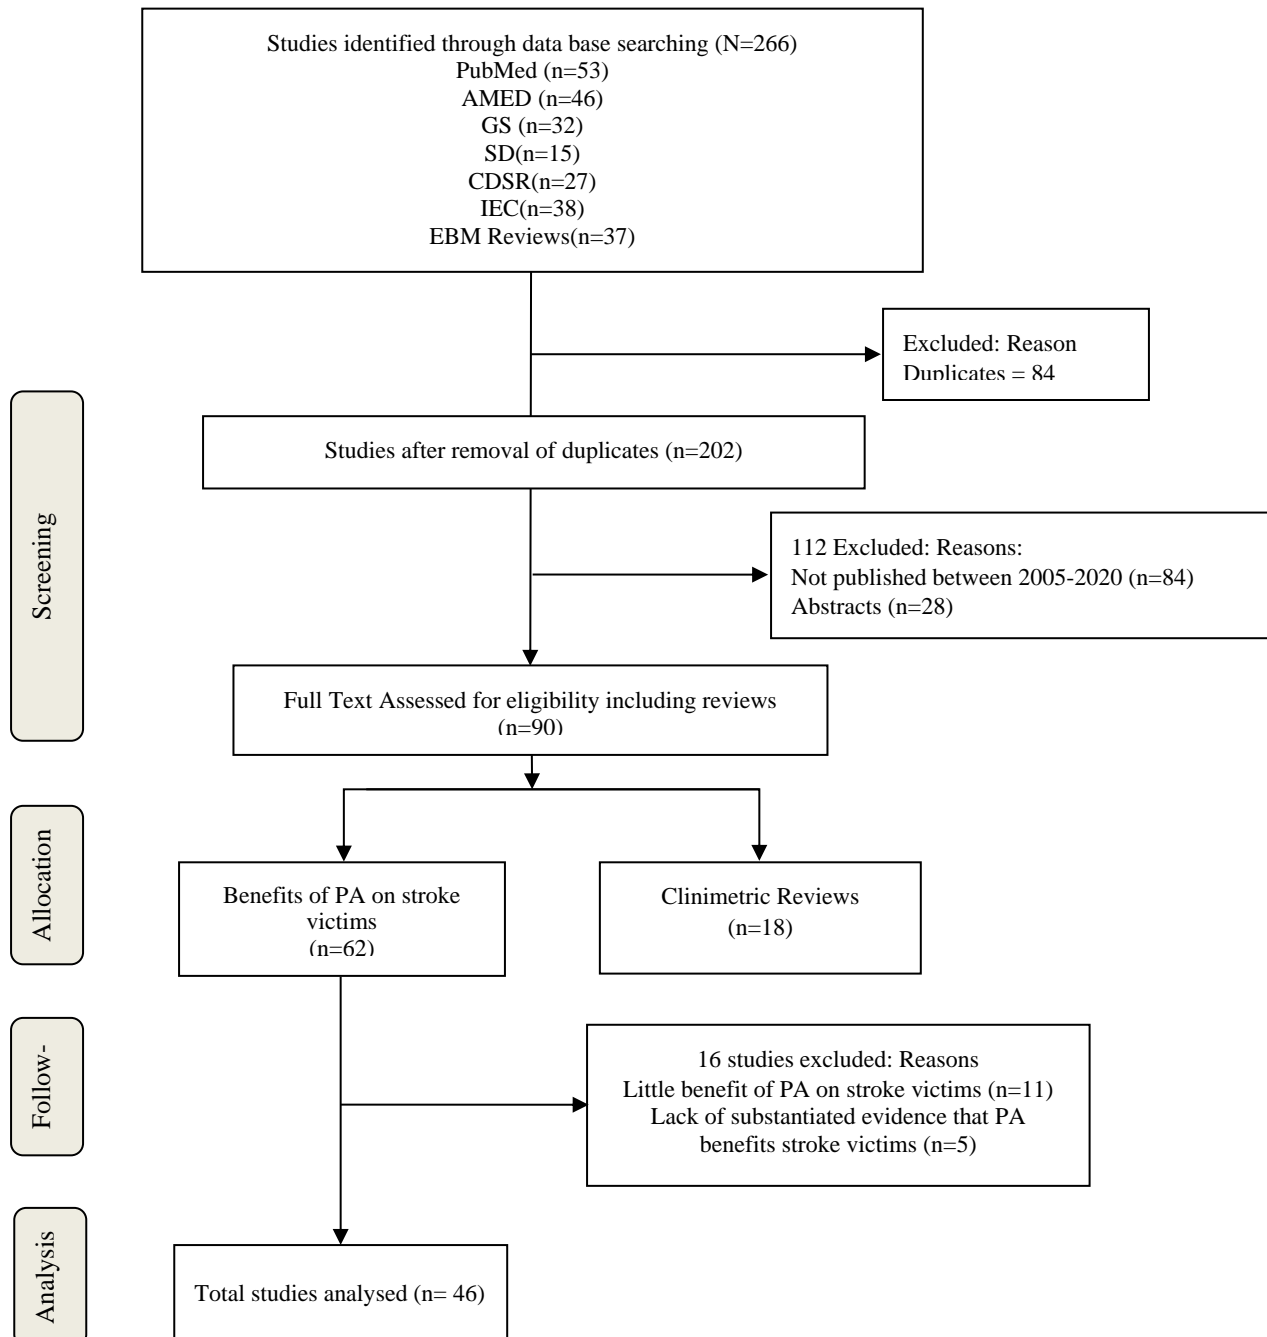 Studies identified through data base searching (N=266)
PubMed (n=53)
AMED (n=46)
GS (n=32)
SD(n=15)
CDSR(n=27)
IEC(n=38)
EBM Reviews(n=37)
Excluded: Reason
Duplicates = 84
Screening
Studies after removal of duplicates (n=202)
112 Excluded: Reasons:
Not published between 2005-2020 (n=84)
Abstracts (n=28)
Full Text Assessed for eligibility including reviews
(n=90)
Allocation
Benefits of PA on stroke
victims
(n=62)
Clinimetric Reviews
(n=18)
Follow-
16 studies excluded: Reasons
Little benefit of PA on stroke victims (n=11)
Lack of substantiated evidence that PA
benefits stroke victims (n=5)
Analysis
Total studies analysed (n= 46)